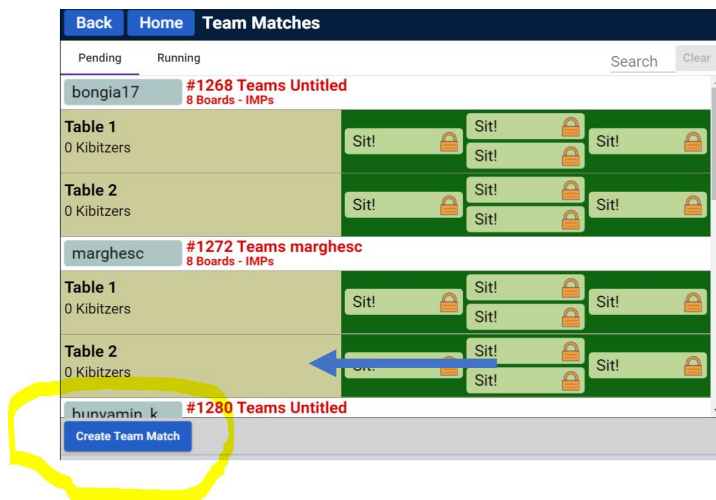 Back Home Team Matches
Pending Running Search Clear
bongia17 #1268 Teams Untitled
8 Boards - IMPs
Table 1
0 Kibitzers
Sit! Sit! Sit!
Sit!
Table 2
0 Kibitzers
Sit! Sit! Sit!
Sit!
marghesc #1272 Teams marghesc
8 Boards - IMPs
Table 1
0 Kibitzers
Sit! Sit! Sit!
Sit!
Table 2
0 Kibitzers
Sit! Sit! Sit!
Sit!
bunyamin_k #1280 Teams Untitled
Create Team Match